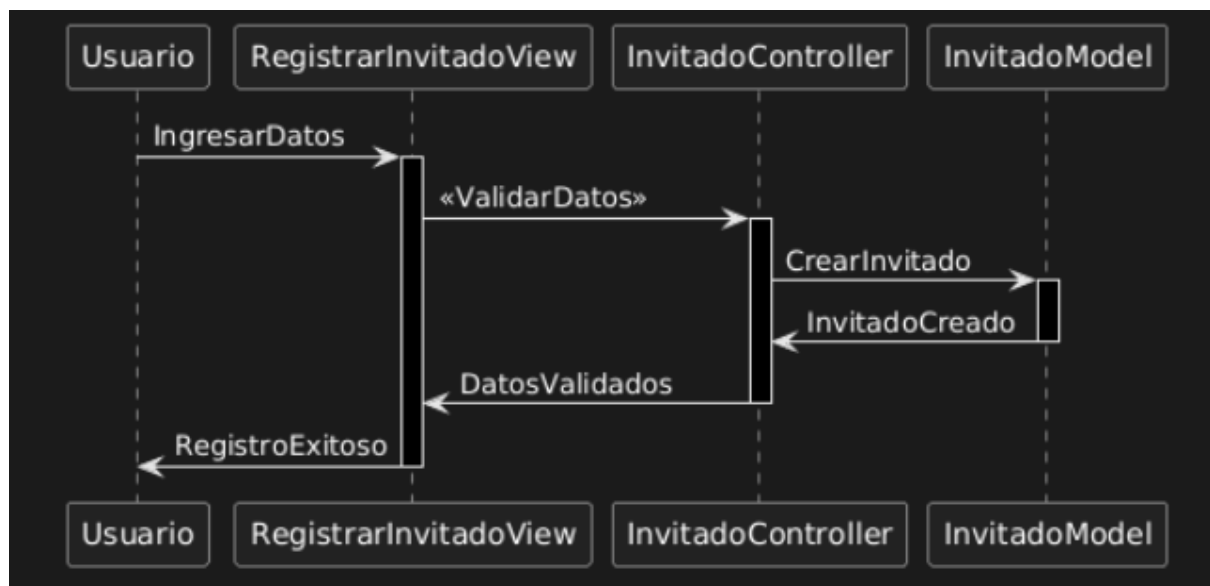 Usuario RegistrarInvitadoView InvitadoController InvitadoModel
IngresarDatos
«ValidarDatos»
CrearInvitado
InvitadoCreado
DatosValidados
RegistroExitoso
Usuario RegistrarInvitadoView InvitadoController InvitadoModel